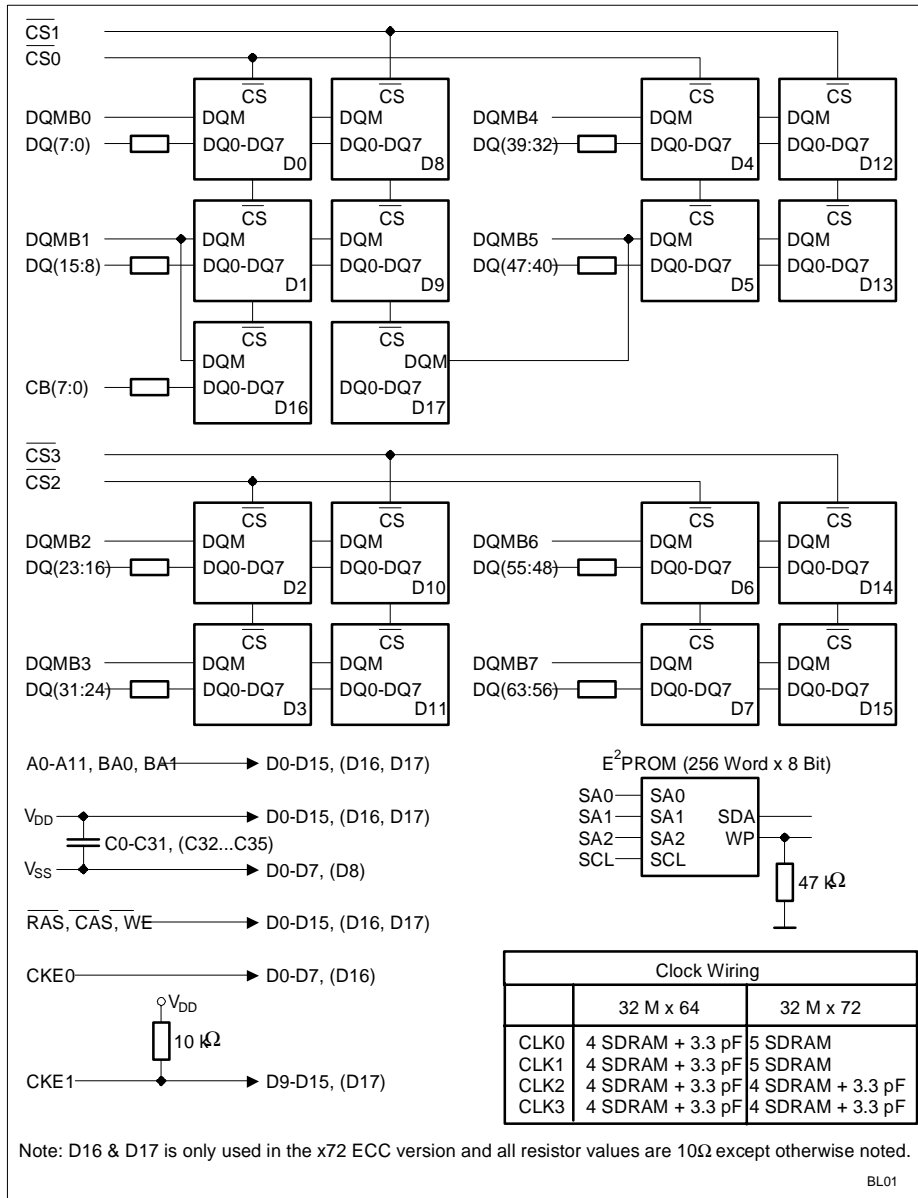 CS1
CS0
CS CS CS CS
DQMB0 DQM DQM DQMB4 DQM DQM
DQ(7:0) DQ0-DQ7 DQ0-DQ7 DQ(39:32) DQ0-DQ7 DQ0-DQ7
D0 D8 D4 D12
CS CS CS CS
DQMB1 DQM DQM DQMB5 DQM DQM
DQ(15:8) DQ0-DQ7 DQ0-DQ7 DQ(47:40) DQ0-DQ7 DQ0-DQ7
D1 D9 D5 D13
CS CS
DQM DQM
CB(7:0) DQ0-DQ7 DQ0-DQ7
D16 D17
CS3
CS2
CS CS CS CS
DQMB2 DQM DQM DQMB6 DQM DQM
DQ(23:16) DQ0-DQ7 DQ0-DQ7 DQ(55:48) DQ0-DQ7 DQ0-DQ7
D2 D10 D6 D14
CS CS CS CS
DQMB3 DQM DQM DQMB7 DQM DQM
DQ(31:24) DQ0-DQ7 DQ0-DQ7 DQ(63:56) DQ0-DQ7 DQ0-DQ7
D3 D11 D7 D15
A0-A11, BA0, BA1 D0-D15, (D16, D17)
VDD D0-D15, (D16, D17)
C0-C31, (C32...C35)
VSS D0-D7, (D8)
RAS, CAS, WE D0-D15, (D16, D17)
CKE0 D0-D7, (D16)
VDD
10 kΩ
CKE1 D9-D15, (D17)
E²PROM (256 Word x 8 Bit)
SA0 SA0
SA1 SA1 SDA
SA2 SA2 WP
SCL SCL
47 kΩ
Clock Wiring
32 M x 64 32 M x 72
CLK0 4 SDRAM + 3.3 pF 5 SDRAM
CLK1 4 SDRAM + 3.3 pF 5 SDRAM
CLK2 4 SDRAM + 3.3 pF 4 SDRAM + 3.3 pF
CLK3 4 SDRAM + 3.3 pF 4 SDRAM + 3.3 pF
Note: D16 & D17 is only used in the x72 ECC version and all resistor values are 10Ω except otherwise noted.
BL01